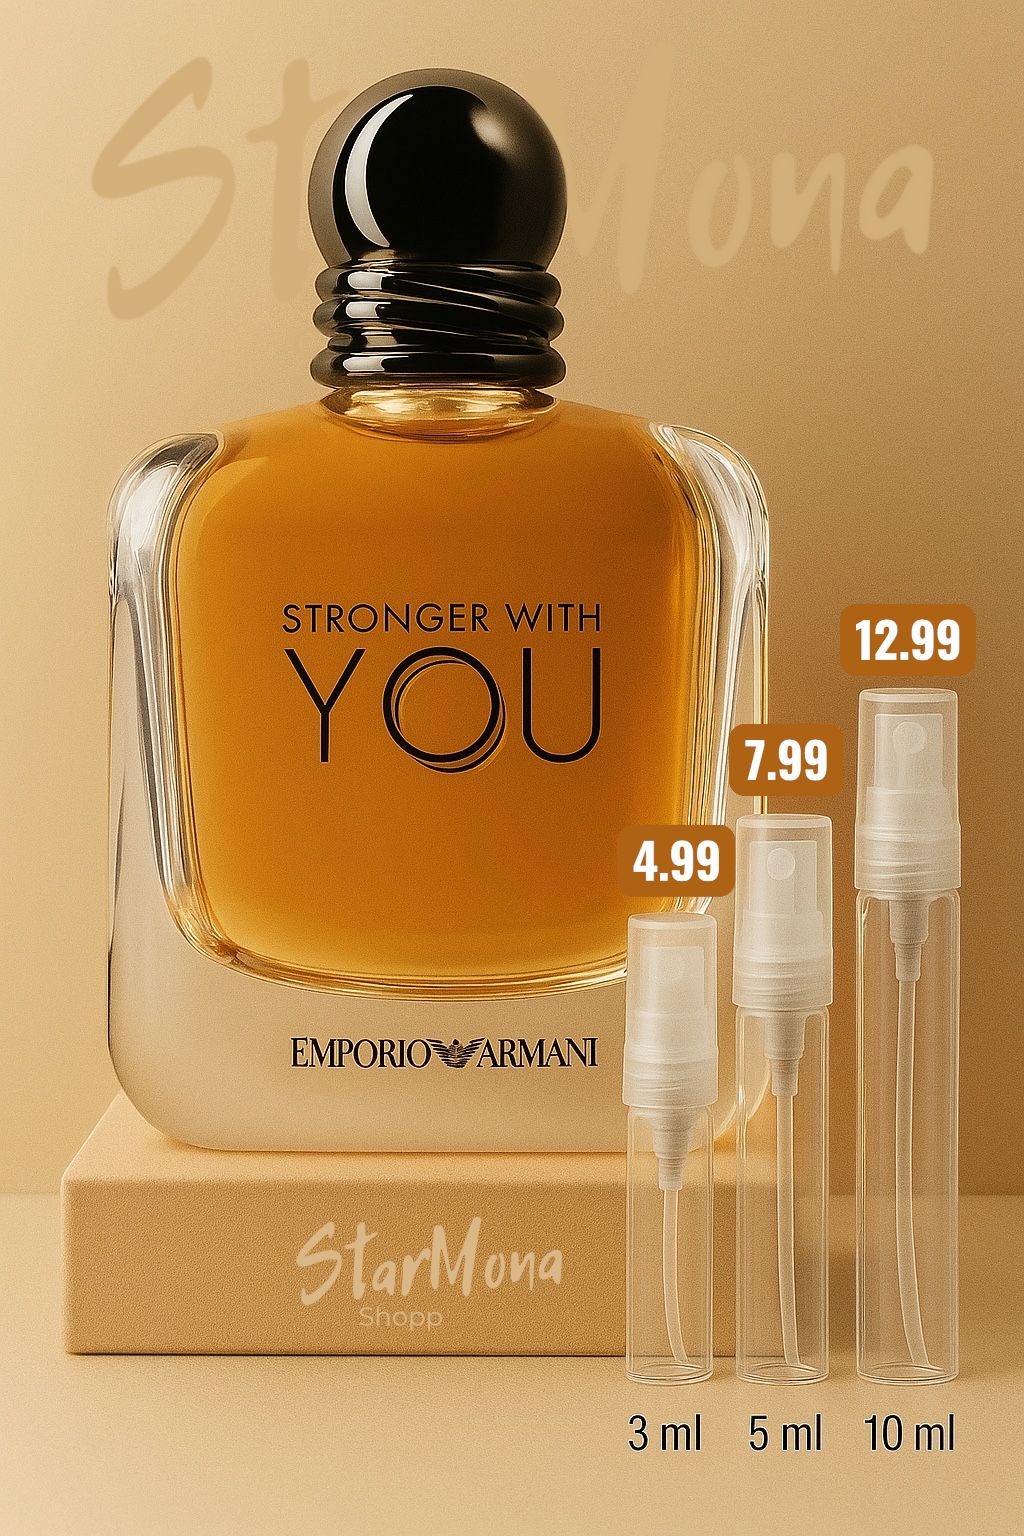 StarMona
STRONGER WITH
YOU
EMPORIO ARMANI
12.99
7.99
4.99
StarMona
Shopp
3 ml 5 ml 10 ml